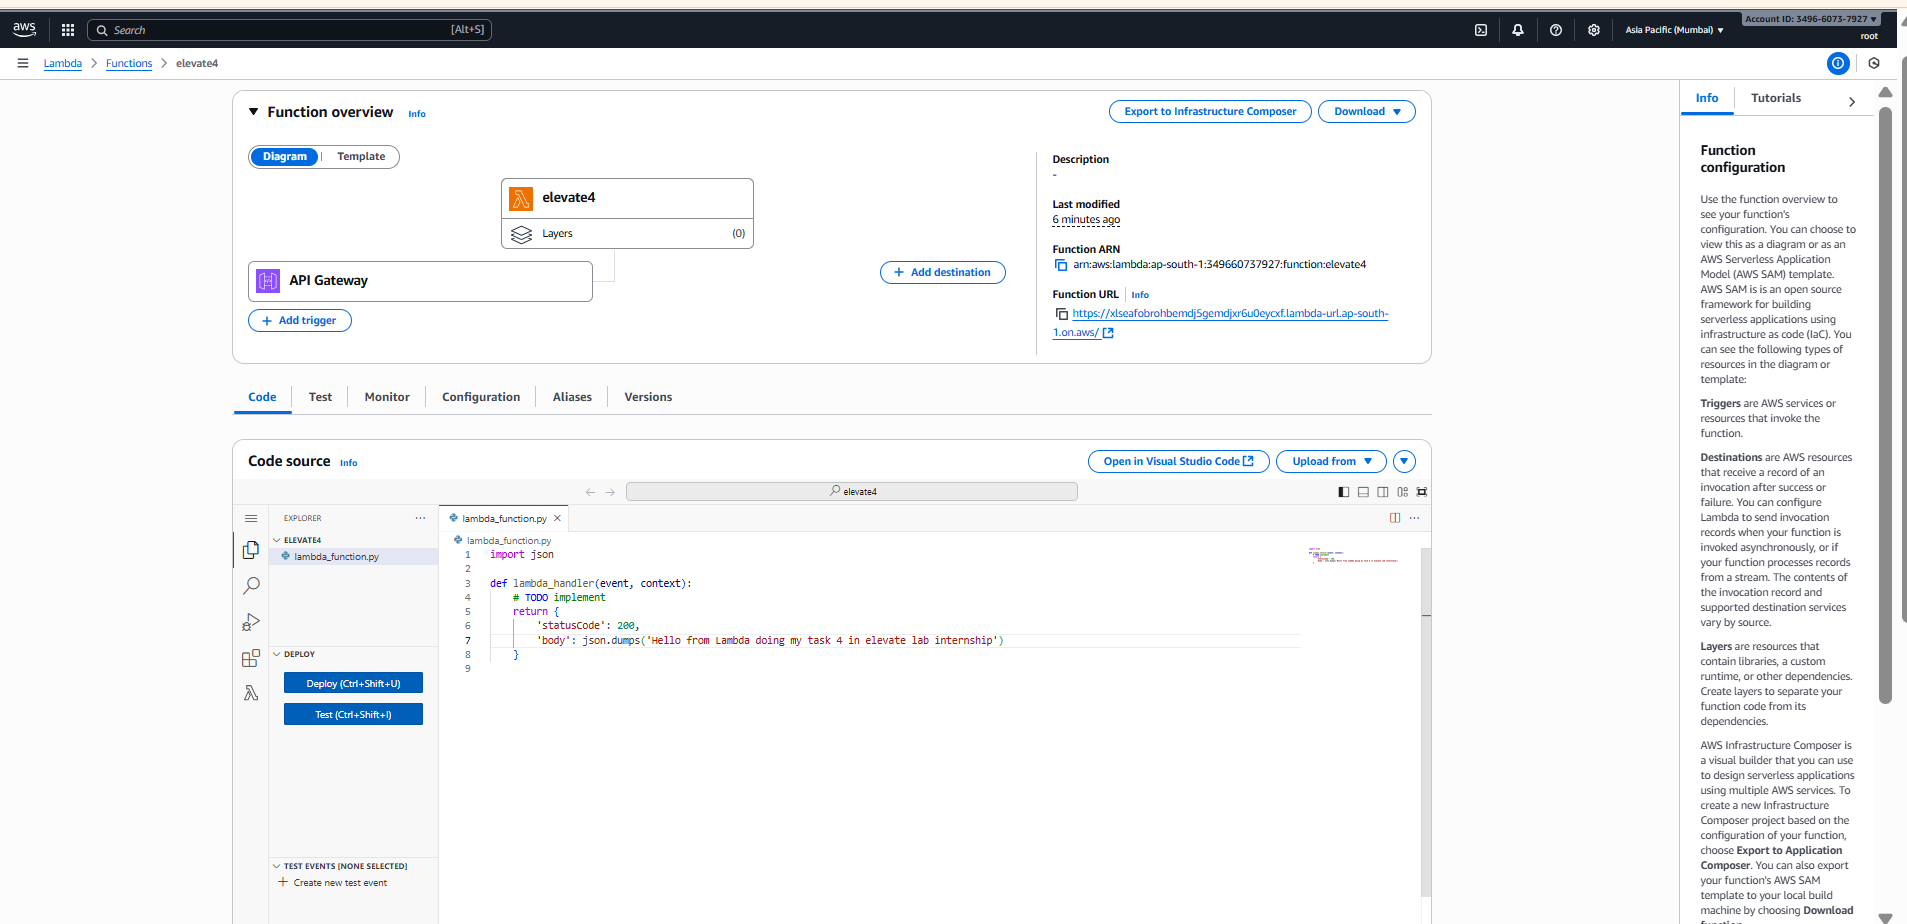 aws
Search
[Alt+S]
Asia Pacific (Mumbai) ▼
Account ID: 3496-6073-7927 ▼
root
Lambda > Functions > elevate4
Function overview Info
Export to Infrastructure Composer
Download ▼
Diagram
Template
elevate4
Layers
(0)
API Gateway
+ Add trigger
+ Add destination
Description
-
Last modified
6 minutes ago
Function ARN
arn:aws:lambda:ap-south-1:349660737927:function:elevate4
Function URL Info
https://xlseafobrohbemdj5gemdjxr6u0eycxf.lambda-url.ap-south-
1.on.aws/
Code
Test
Monitor
Configuration
Aliases
Versions
Code source Info
Open in Visual Studio Code
Upload from ▼
elevate4
EXPLORER
ELEVATE4
lambda_function.py
DEPLOY
Deploy (Ctrl+Shift+U)
Test (Ctrl+Shift+I)
TEST EVENTS [NONE SELECTED]
+ Create new test event
lambda_function.py
lambda_function.py
1 import json
2
3 def lambda_handler(event, context):
4 # TODO implement
5 return {
6 'statusCode': 200,
7 'body': json.dumps('Hello from Lambda doing my task 4 in elevate lab internship')
8 }
9
Info
Tutorials
Function
configuration
Use the function overview to
see your function's
configuration. You can choose to
view this as a diagram or as an
AWS Serverless Application
Model (AWS SAM) template.
AWS SAM is is an open source
framework for building
serverless applications using
infrastructure as code (IaC). You
can see the following types of
resources in the diagram or
template:
Triggers are AWS services or
resources that invoke the
function.
Destinations are AWS resources
that receive a record of an
invocation after success or
failure. You can configure
Lambda to send invocation
records when your function is
invoked asynchronously, or if
your function processes records
from a stream. The contents of
the invocation record and
supported destination services
vary by source.
Layers are resources that
contain libraries, a custom
runtime, or other dependencies.
Create layers to separate your
function code from its
dependencies.
AWS Infrastructure Composer is
a visual builder that you can use
to design serverless applications
using multiple AWS services. To
create a new Infrastructure
Composer project based on the
configuration of your function,
choose Export to Application
Composer. You can also export
your function's AWS SAM
template to your local build
machine by choosing Download